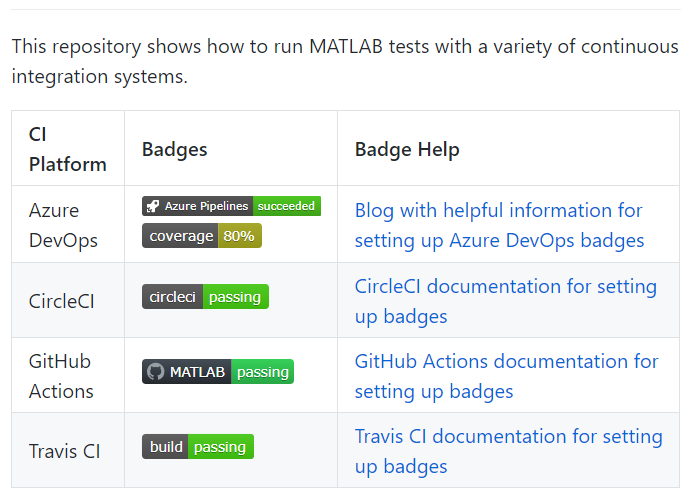 This repository shows how to run MATLAB tests with a variety of continuous
integration systems.
CI
Platform
Badges
Badge Help
Azure
DevOps
Azure Pipelines succeeded
coverage 80%
Blog with helpful information for
setting up Azure DevOps badges
CircleCI
circleci passing
CircleCI documentation for setting
up badges
GitHub
Actions
MATLAB passing
GitHub Actions documentation for
setting up badges
Travis CI
build passing
Travis CI documentation for setting
up badges